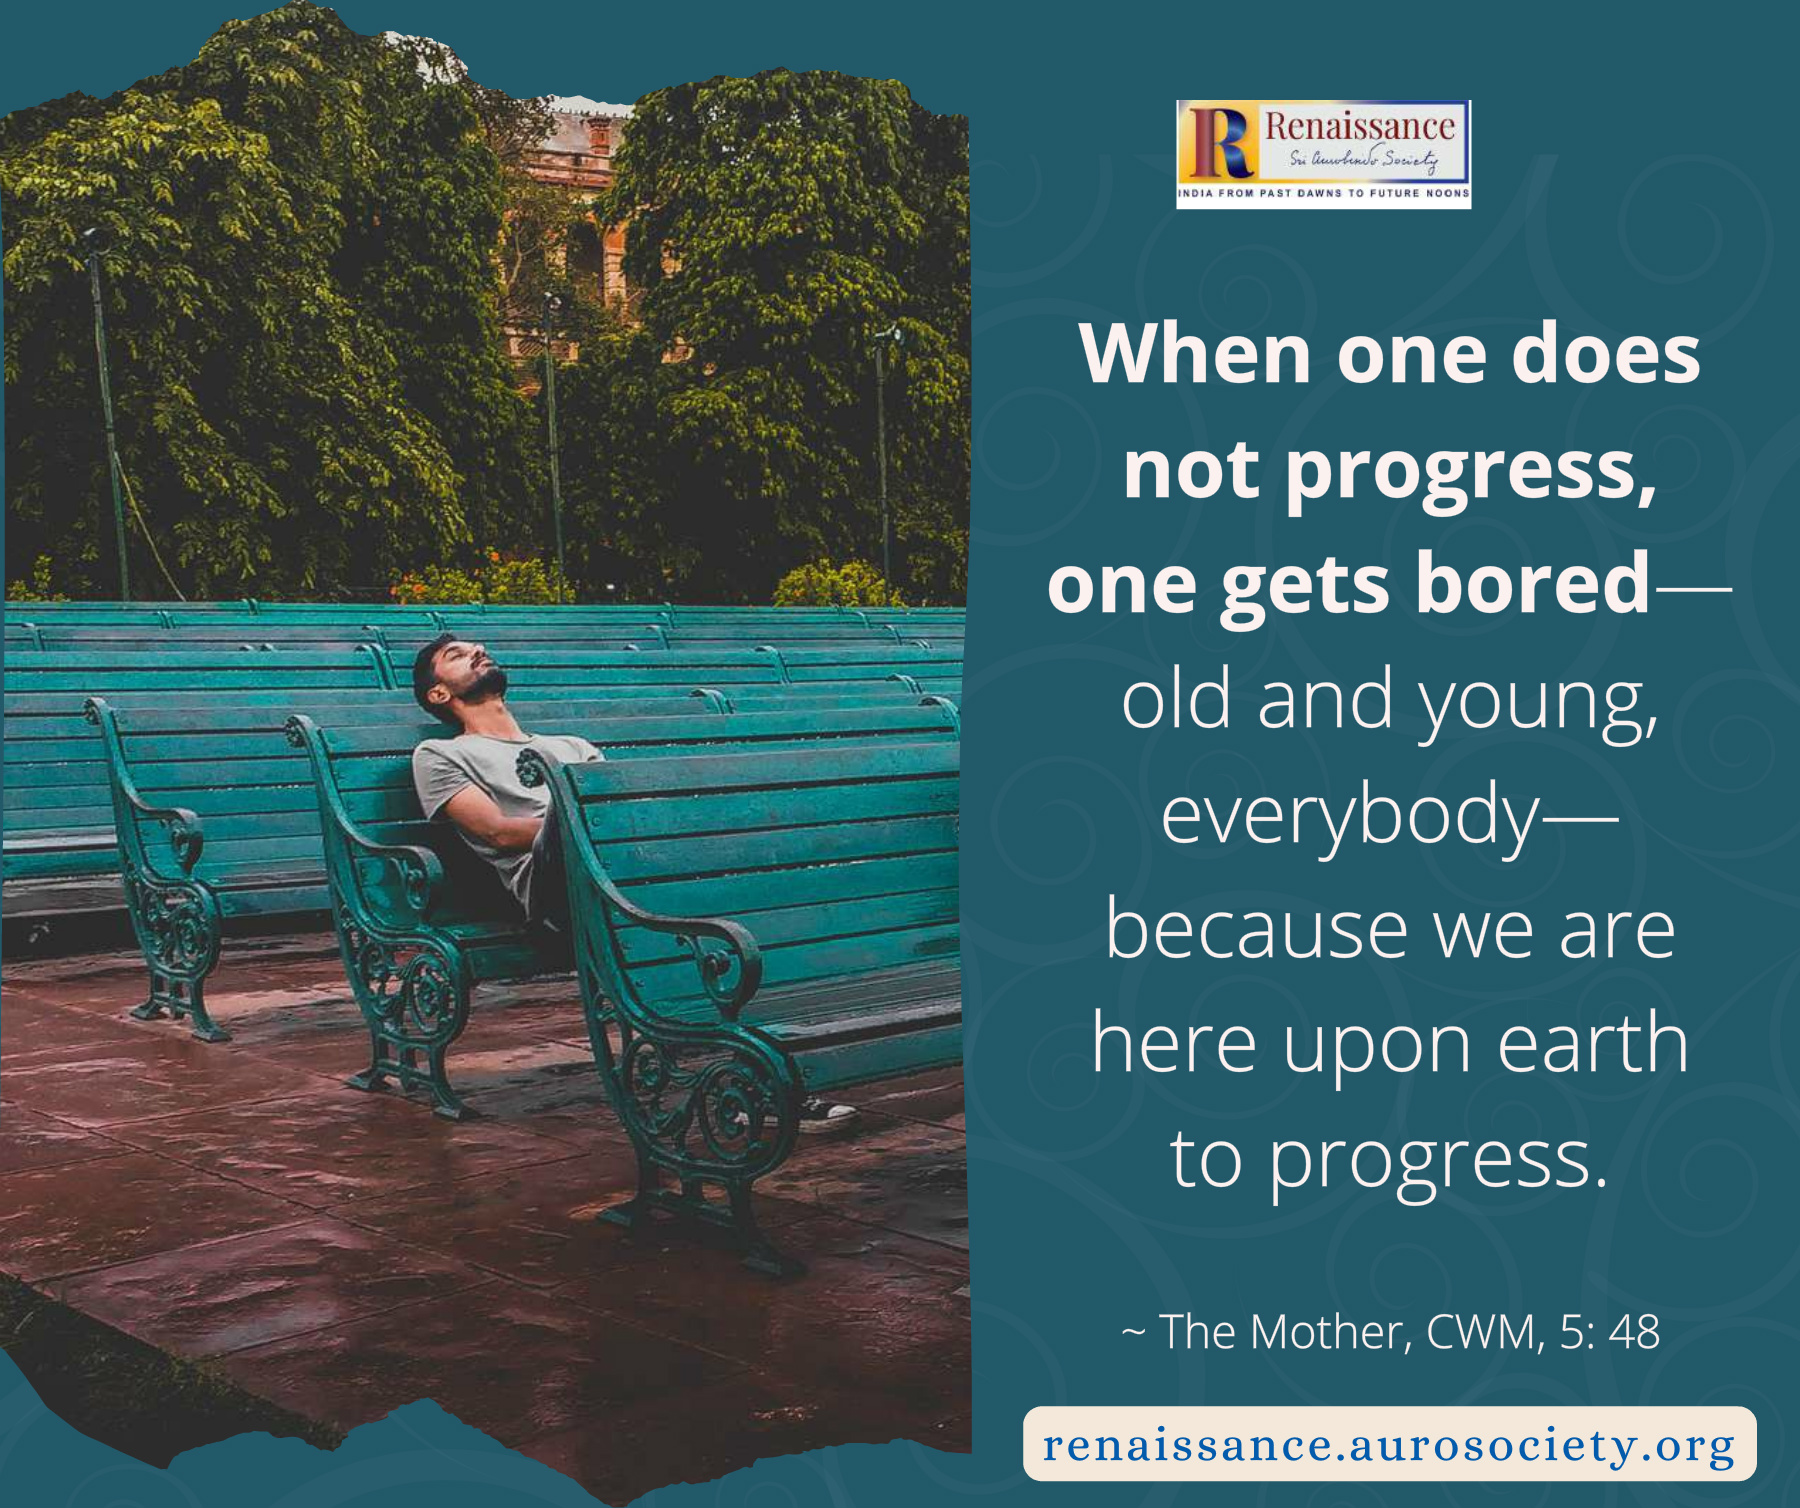 R Renaissance
Sri Aurobindo Society
INDIA FROM PAST DAWNS TO FUTURE NOONS
When one does
not progress,
one gets bored—
old and young,
everybody—
because we are
here upon earth
to progress.
~ The Mother, CWM, 5: 48
renaissance.aurosociety.org